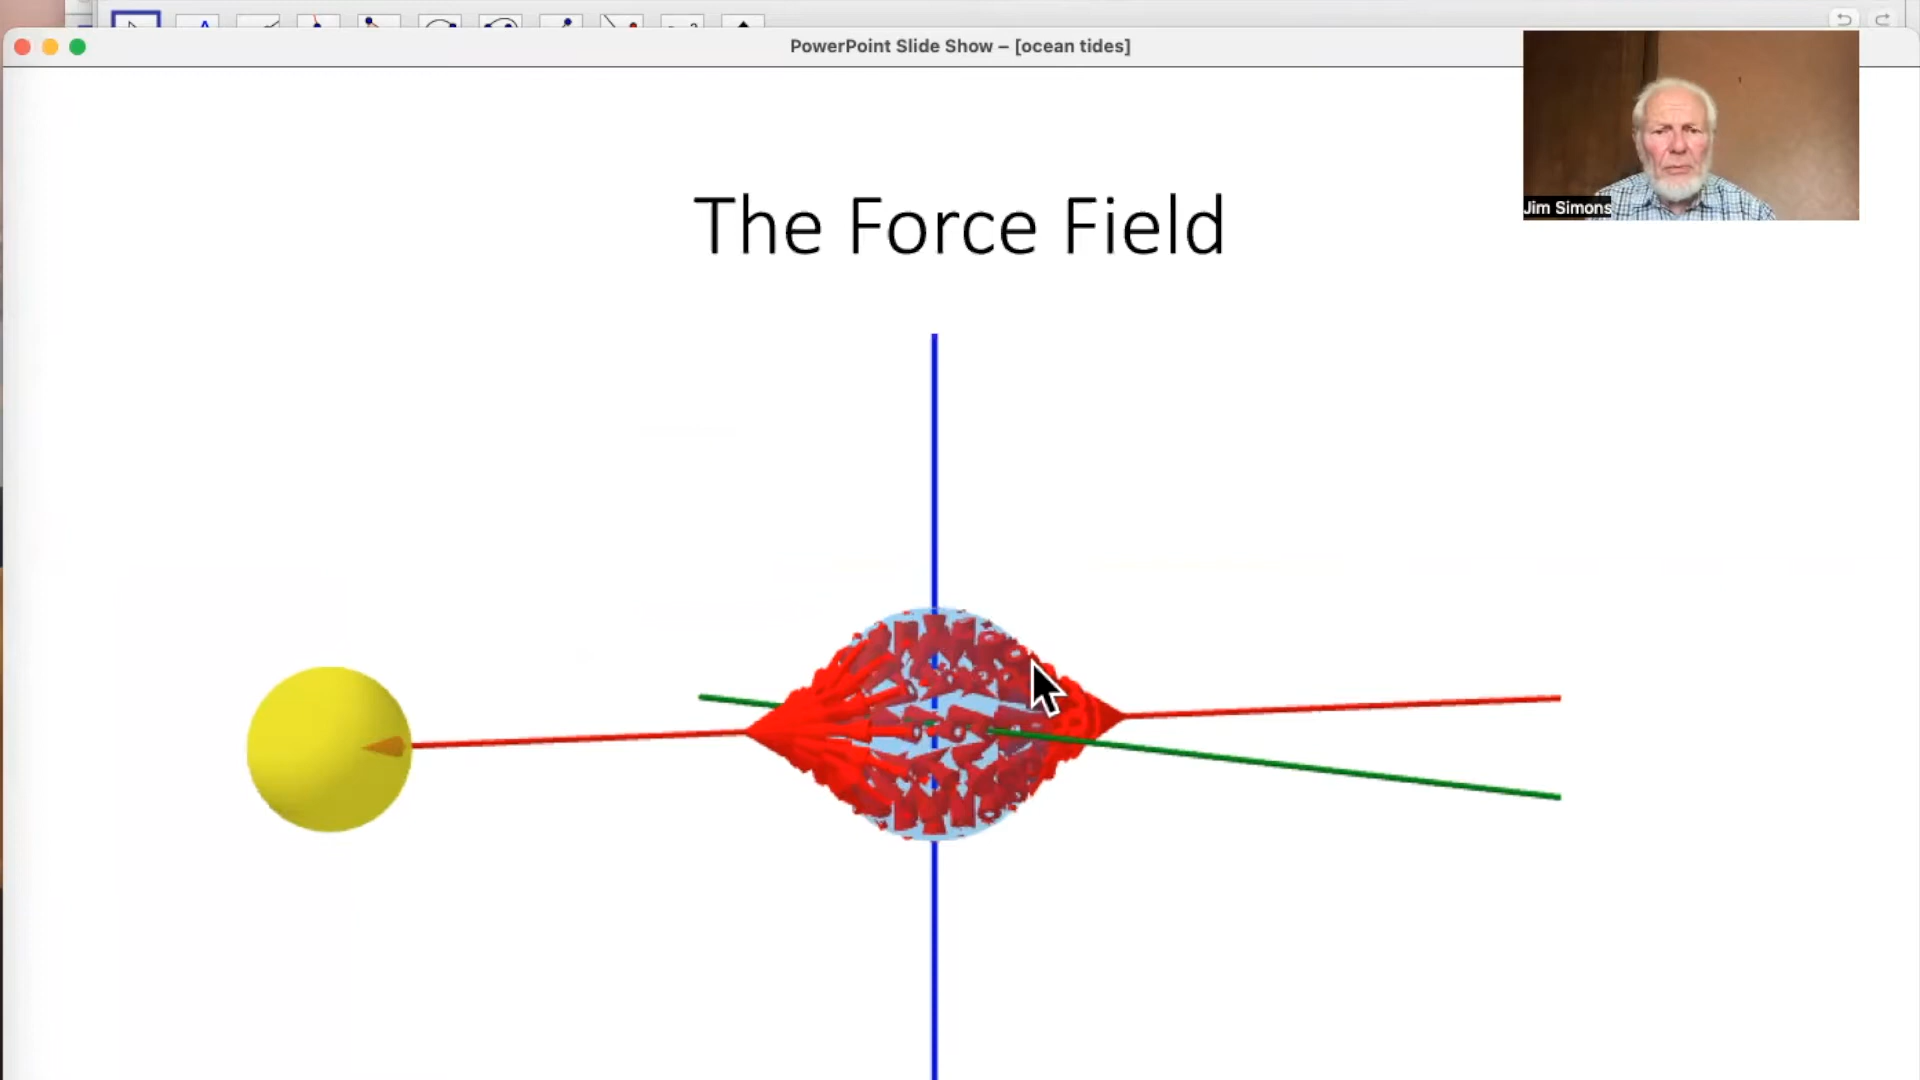 PowerPoint Slide Show – [ocean tides]
Jim Simons
The Force Field